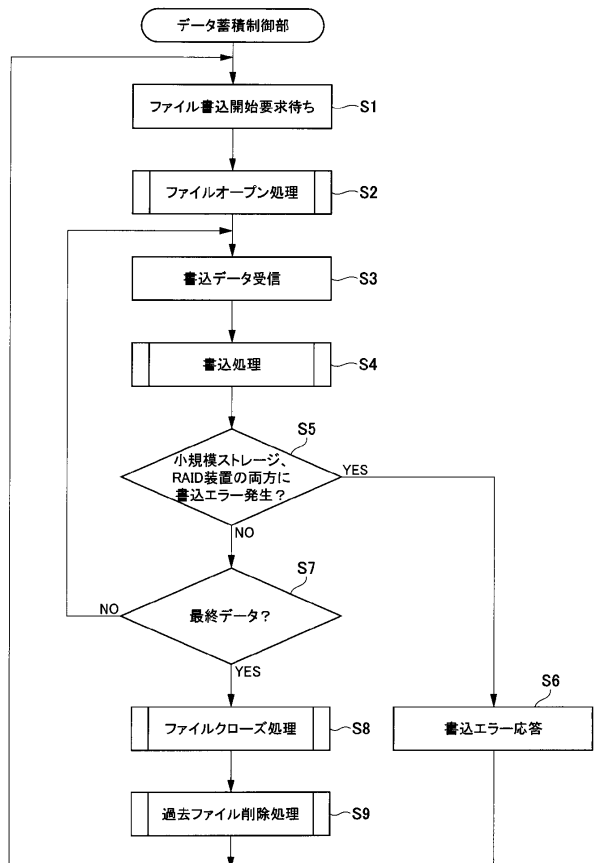 データ蓄積制御部
ファイル書込開始要求待ち
S1
ファイルオープン処理
S2
書込データ受信
S3
書込処理
S4
S5
小規模ストレージ、
RAID装置の両方に
書込エラー発生？
YES
NO
S7
最終データ？
NO
YES
S6
書込エラー応答
ファイルクローズ処理
S8
過去ファイル削除処理
S9